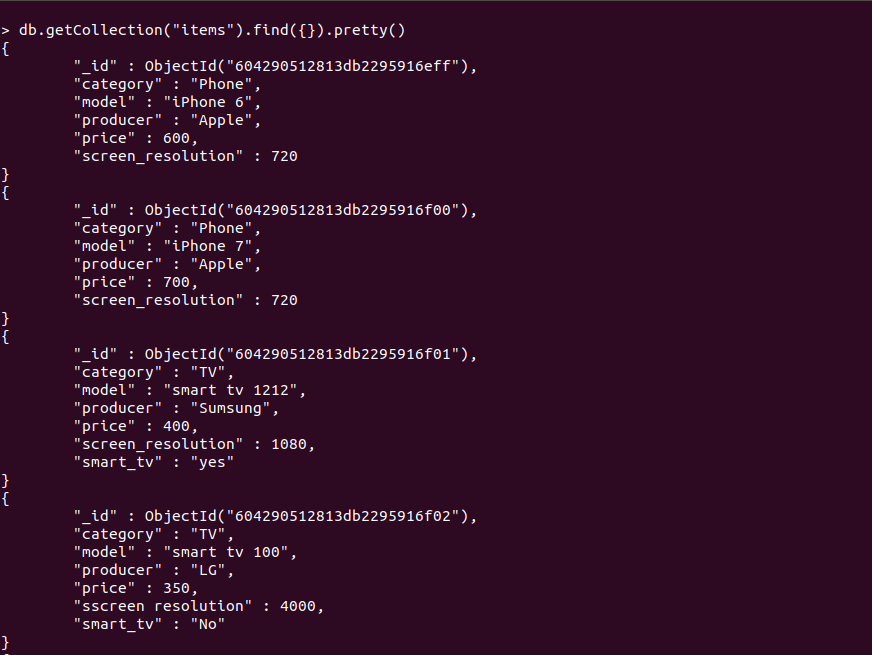 > db.getCollection("items").find({}).pretty()
{
"_id" : ObjectId("604290512813db2295916eff"),
"category" : "Phone",
"model" : "iPhone 6",
"producer" : "Apple",
"price" : 600,
"screen_resolution" : 720
}
{
"_id" : ObjectId("604290512813db2295916f00"),
"category" : "Phone",
"model" : "iPhone 7",
"producer" : "Apple",
"price" : 700,
"screen_resolution" : 720
}
{
"_id" : ObjectId("604290512813db2295916f01"),
"category" : "TV",
"model" : "smart tv 1212",
"producer" : "Sumsung",
"price" : 400,
"screen_resolution" : 1080,
"smart_tv" : "yes"
}
{
"_id" : ObjectId("604290512813db2295916f02"),
"category" : "TV",
"model" : "smart tv 100",
"producer" : "LG",
"price" : 350,
"sscreen resolution" : 4000,
"smart_tv" : "No"
}